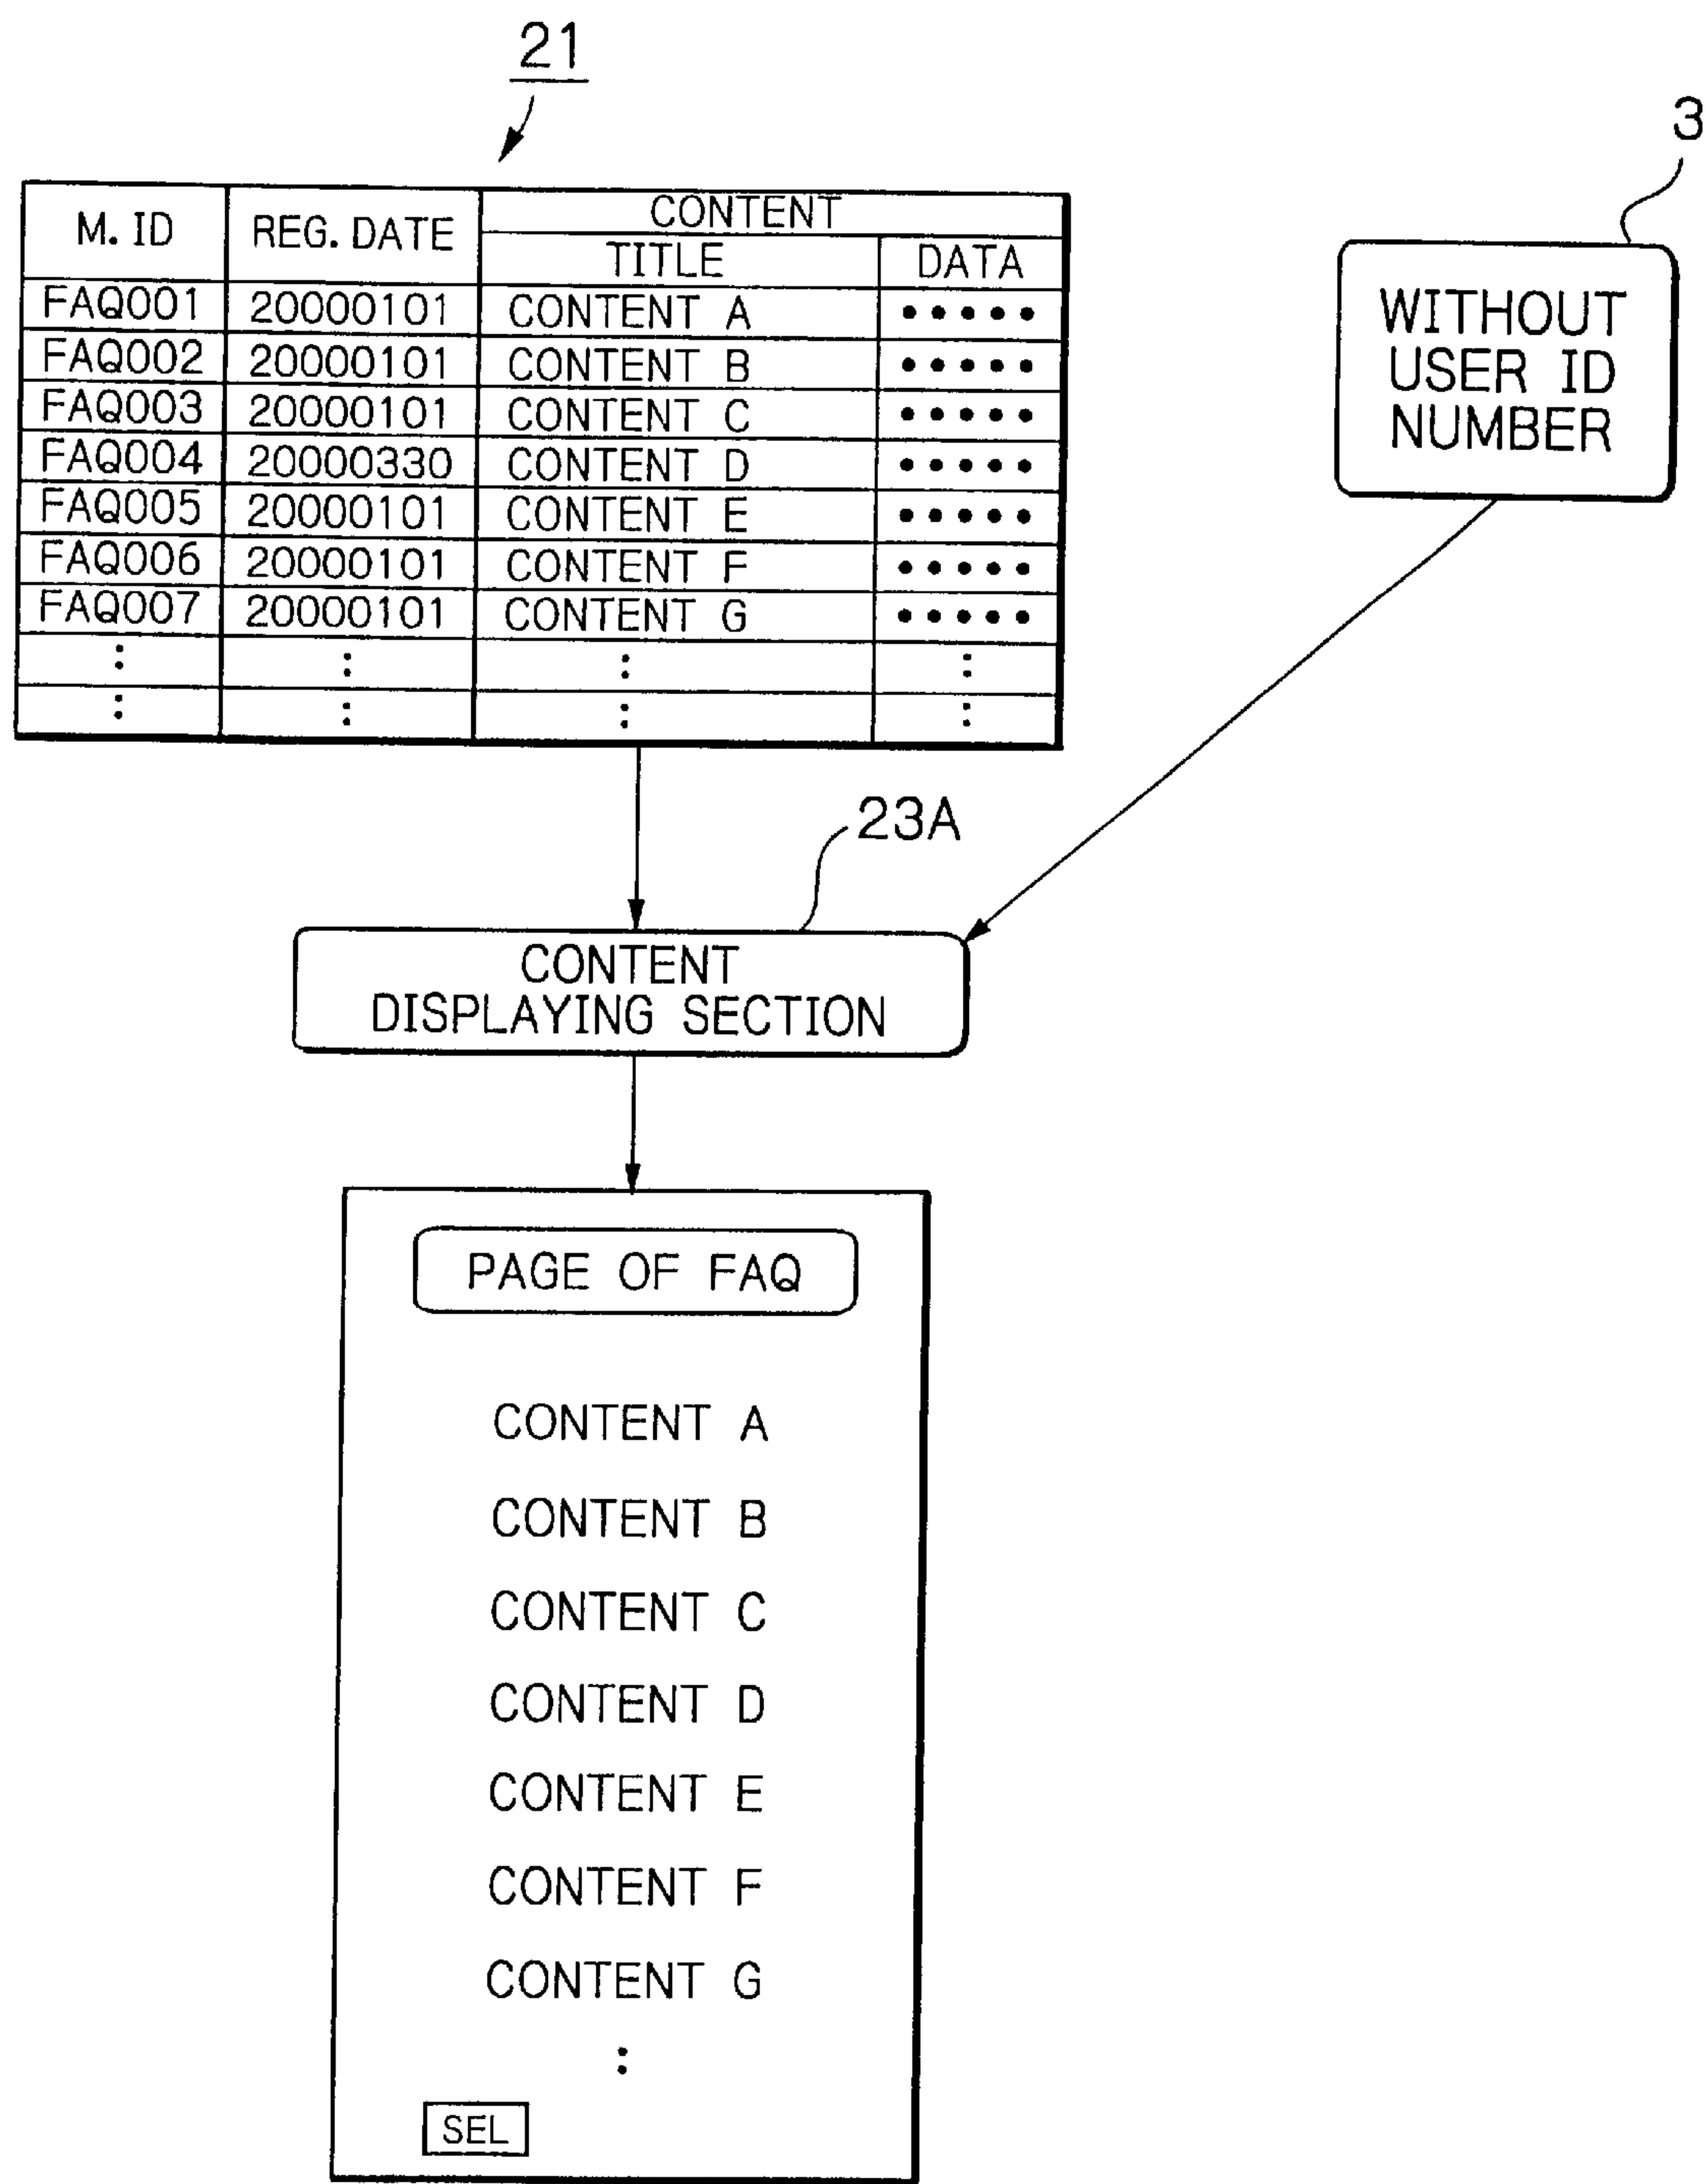 21
3
M. ID REG. DATE CONTENT
TITLE DATA
FAQ001 20000101 CONTENT A •••••
FAQ002 20000101 CONTENT B •••••
FAQ003 20000101 CONTENT C •••••
FAQ004 20000330 CONTENT D •••••
FAQ005 20000101 CONTENT E •••••
FAQ006 20000101 CONTENT F •••••
FAQ007 20000101 CONTENT G •••••
: : : :
: : : :
WITHOUT
USER ID
NUMBER
23A
CONTENT
DISPLAYING SECTION
PAGE OF FAQ
CONTENT A
CONTENT B
CONTENT C
CONTENT D
CONTENT E
CONTENT F
CONTENT G
:
SEL